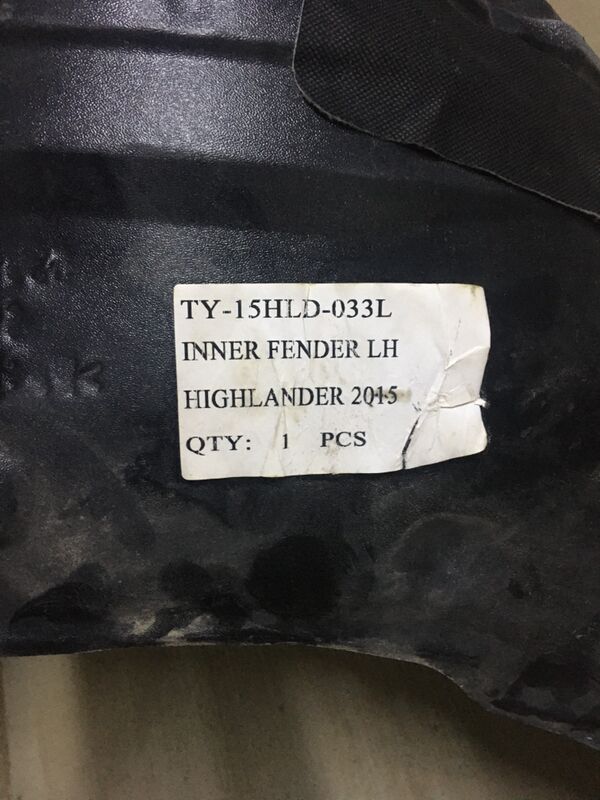 TY-15HLD-033L
INNER FENDER LH
HIGHLANDER 2015
QTY: 1 PCS